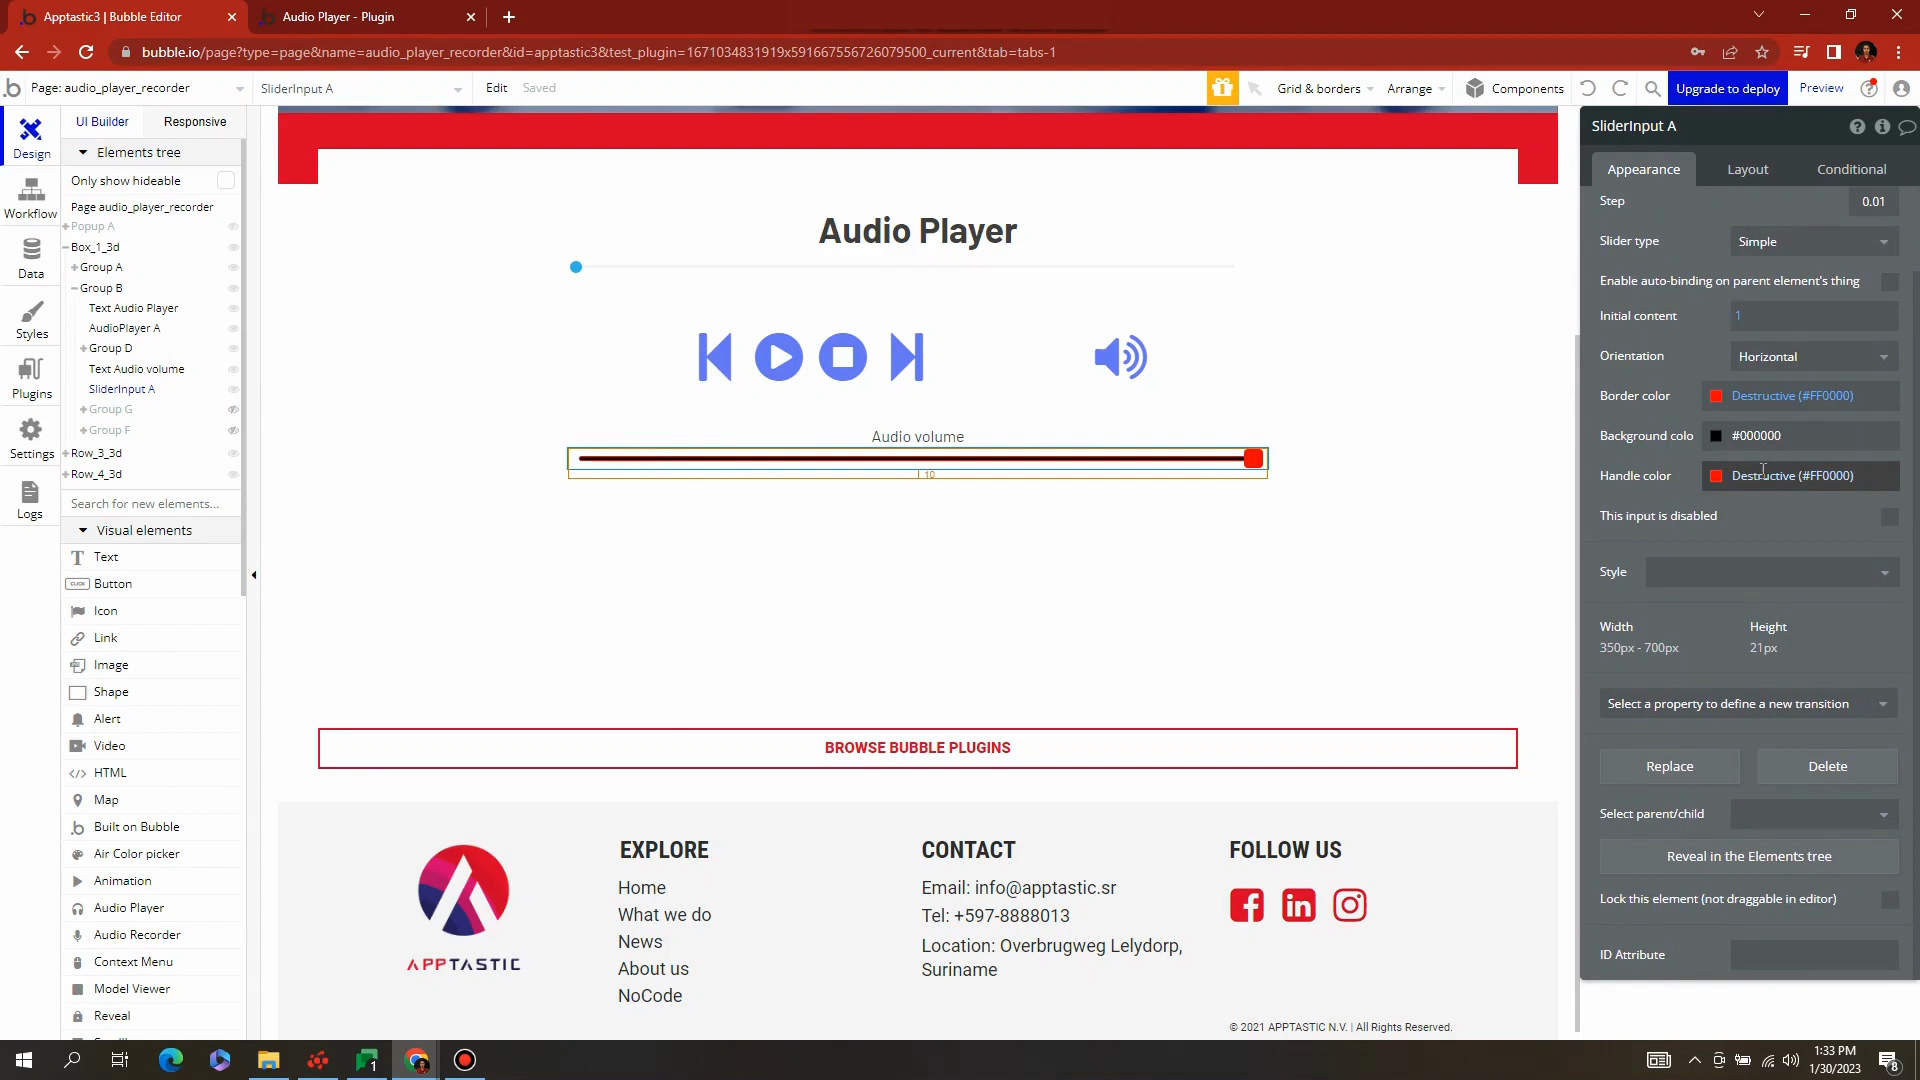 Apptastic3 | Bubble Editor
Audio Player - Plugin
bubble.io/page?type=page&name=audio_player_recorder&id=apptastic3&test_plugin=1671034831919x591667556726079500_current&tab=tabs-1
Page: audio_player_recorder
SliderInput A
Edit
Saved
Grid & borders
Arrange
Components
Upgrade to deploy
Preview
Design
Workflow
Data
Styles
Plugins
Settings
Logs
UI Builder
Responsive
Elements tree
Only show hideable
Page audio_player_recorder
Popup A
Box_1_3d
Group A
Group B
Text Audio Player
AudioPlayer A
Group D
Text Audio volume
SliderInput A
Group G
Group F
Row_3_3d
Row_4_3d
Search for new elements...
Visual elements
Text
CLICK Button
Icon
Link
Image
Shape
Alert
Video
HTML
Map
Built on Bubble
Air Color picker
Animation
Audio Player
Audio Recorder
Context Menu
Model Viewer
Reveal
Audio Player
Audio volume
10
BROWSE BUBBLE PLUGINS
APPTASTIC
EXPLORE
Home
What we do
News
About us
NoCode
CONTACT
Email: info@apptastic.sr
Tel: +597-8888013
Location: Overbrugweg Lelydorp,
Suriname
FOLLOW US
© 2021 APPTASTIC N.V. | All Rights Reserved.
SliderInput A
Appearance
Layout
Conditional
Step
0.01
Slider type
Simple
Enable auto-binding on parent element's thing
Initial content
1
Orientation
Horizontal
Border color
Destructive (#FF0000)
Background colo
#000000
Handle color
Destructive (#FF0000)
This input is disabled
Style
Width
Height
350px - 700px
21px
Select a property to define a new transition
Replace
Delete
Select parent/child
Reveal in the Elements tree
Lock this element (not draggable in editor)
ID Attribute
1
1:33 PM
1/30/2023
8